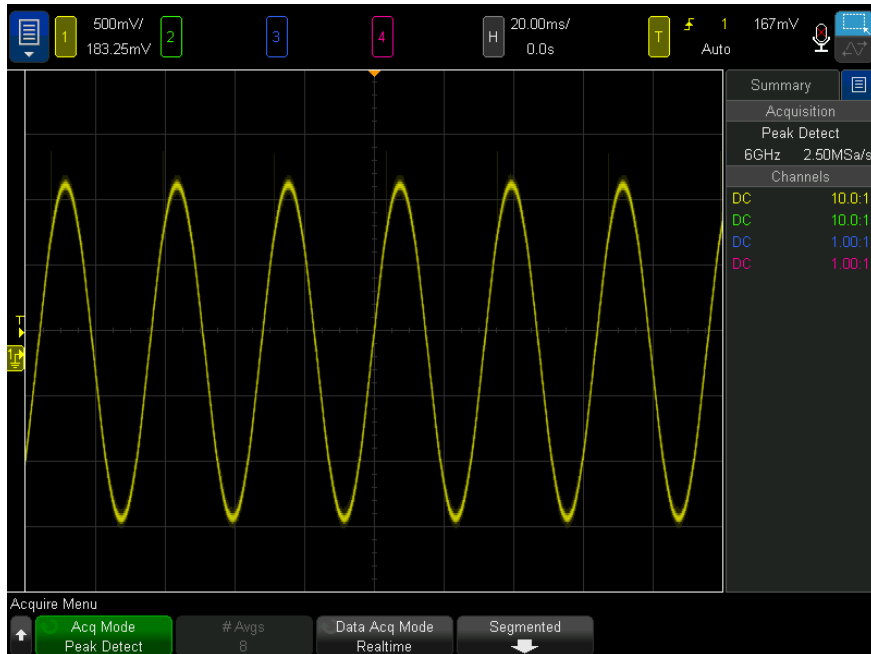 1 500mV/ 2 3 4 H 20.00ms/ T 1 167mV
183.25mV 0.0s Auto
Summary
Acquisition
Peak Detect
6GHz 2.50MSa/s
Channels
DC 10.0:1
DC 10.0:1
DC 1.00:1
DC 1.00:1
T
1
Acquire Menu
Acq Mode # Avgs Data Acq Mode Segmented
Peak Detect 8 Realtime